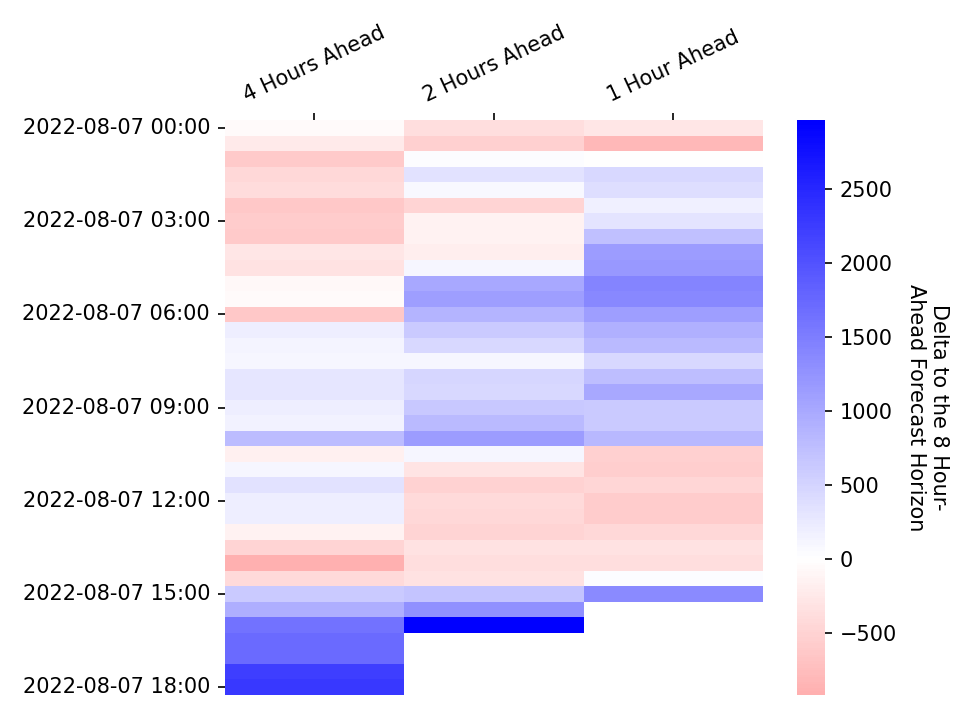 4 Hours Ahead
2 Hours Ahead
1 Hour Ahead
2022-08-07 00:00
2022-08-07 03:00
2022-08-07 06:00
2022-08-07 09:00
2022-08-07 12:00
2022-08-07 15:00
2022-08-07 18:00
2500
2000
1500
1000
500
0
−500
Delta to the 8 Hour-
Ahead Forecast Horizon